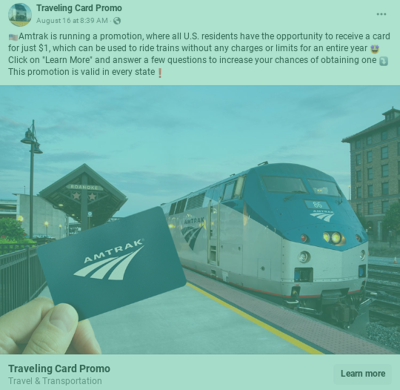 Traveling Card Promo
August 16 at 8:39 AM ·
Amtrak is running a promotion, where all U.S. residents have the opportunity to receive a card
for just $1, which can be used to ride trains without any charges or limits for an entire year
Click on "Learn More" and answer a few questions to increase your chances of obtaining one
This promotion is valid in every state❗
ROANOKE
AMTRAK
Traveling Card Promo
Travel & Transportation
Learn more